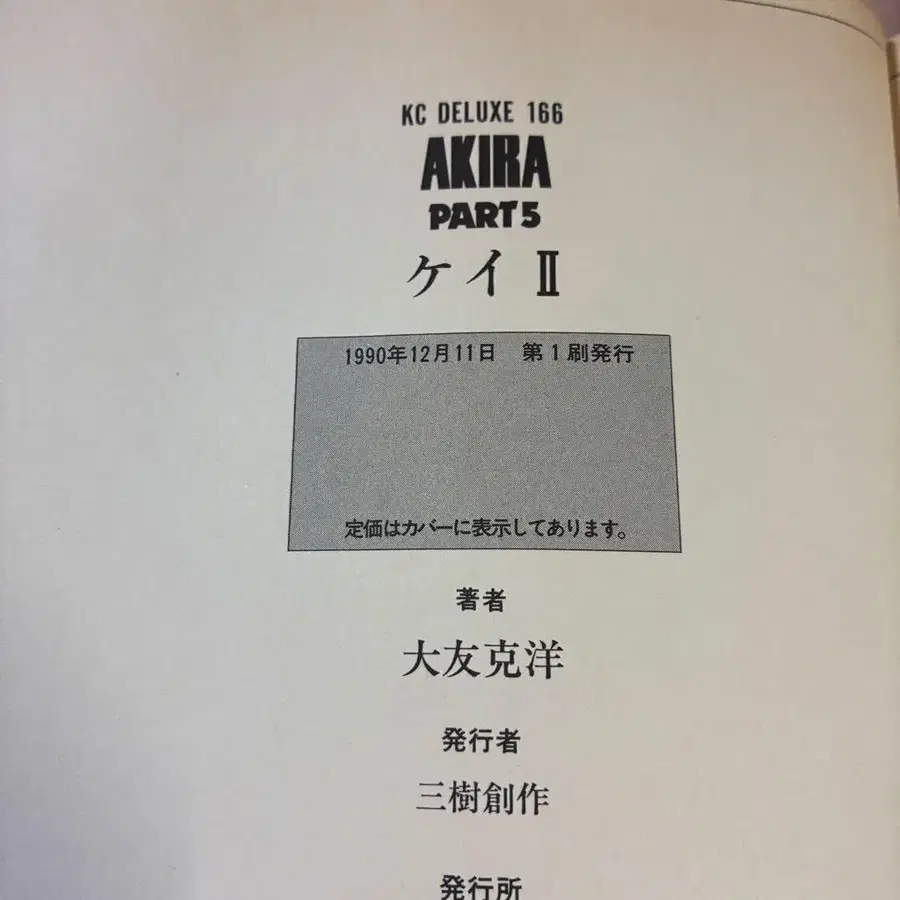 KC DELUXE 166
AKIRA
PART5
ケイ II
1990年12月11日　第1刷発行
定価はカバーに表示してあります。
著者
大友克洋
発行者
三樹創作
発行所